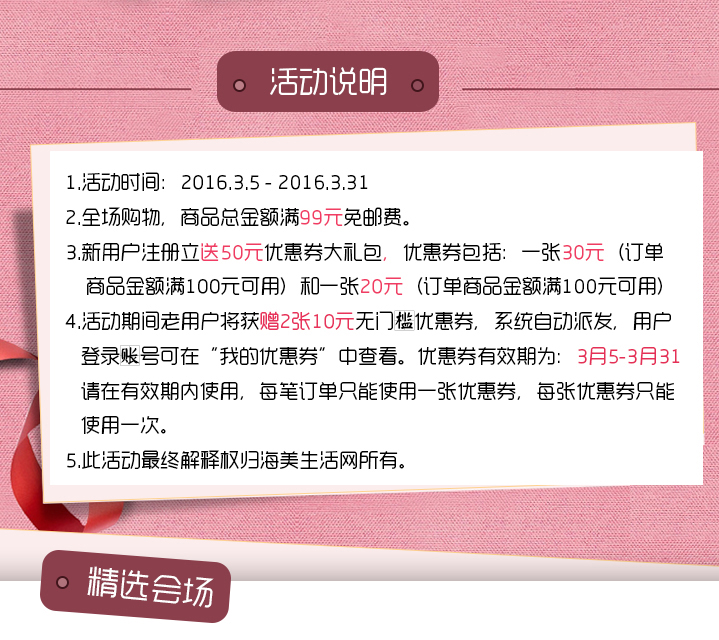 活动说明
1.活动时间：2016.3.5 - 2016.3.31
2.全场购物，商品总金额满99元免邮费。
3.新用户注册立送50元优惠券大礼包，优惠券包括：一张30元（订单
商品金额满100元可用）和一张20元（订单商品金额满100元可用）
4.活动期间老用户将获赠2张10元无门槛优惠券，系统自动派发，用户
登录账号可在“我的优惠券”中查看。优惠券有效期为：3月5-3月31
请在有效期内使用，每笔订单只能使用一张优惠券，每张优惠券只能
使用一次。
5.此活动最终解释权归海美生活网所有。
精选会场